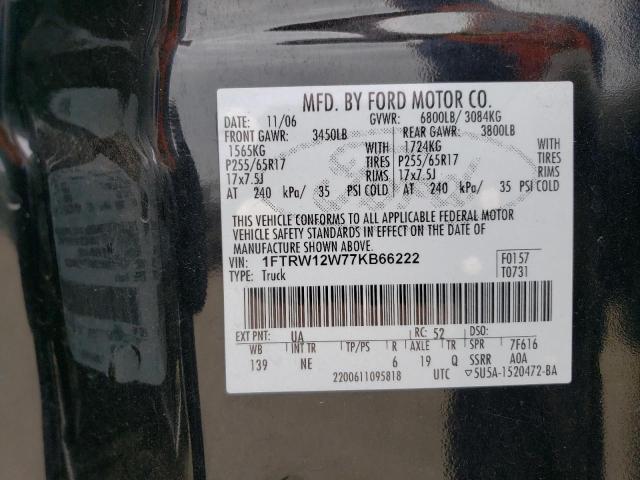 MFD. BY FORD MOTOR CO.
DATE: 11/06 GVWR: 6800LB/ 3084KG
FRONT GAWR: 3450LB REAR GAWR: 3800LB
1565KG WITH 1724KG WITH
P255/65R17 TIRES P255/65R17 TIRES
17x7.5J RIMS 17x7.5J RIMS
AT 240 kPa/ 35 PSI COLD AT 240 kPa/ 35 PSI COLD
THIS VEHICLE CONFORMS TO ALL APPLICABLE FEDERAL MOTOR
VEHICLE SAFETY STANDARDS IN EFFECT ON THE DATE OF
MANUFACTURE SHOWN ABOVE.
VIN: 1FTRW12W77KB66222 F0157
TYPE: Truck T0731
EXT PNT: UA RC: 52 DSO:
WB INT TR TP/PS R AXLE TR SPR 7F616
139 NE 6 19 Q SSRR A0A
2200611095818 UTC ▽5U5A-1520472-BA